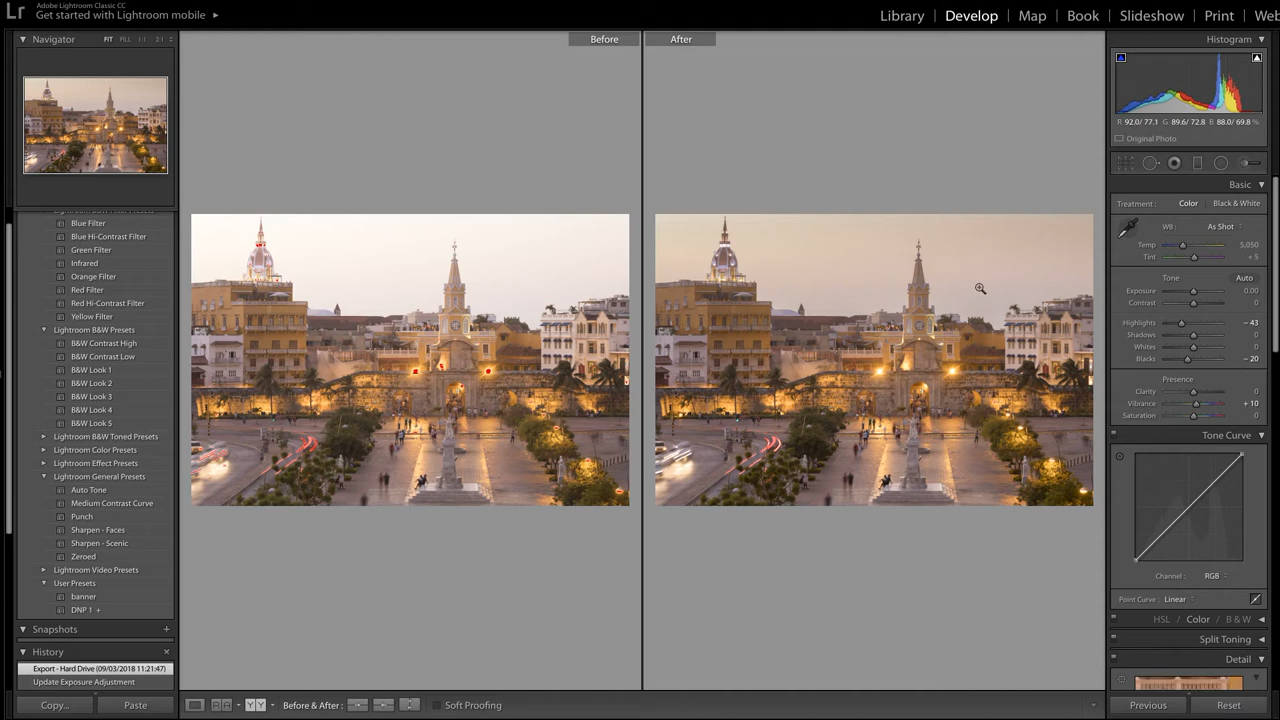 Lr
Adobe Lightroom Classic CC
Get started with Lightroom mobile
Library | Develop | Map | Book | Slideshow | Print | Web
Navigator
FIT FILL 1:1 2:1
Blue Filter
Blue Hi-Contrast Filter
Green Filter
Infrared
Orange Filter
Red Filter
Red Hi-Contrast Filter
Yellow Filter
Lightroom B&W Presets
B&W Contrast High
B&W Contrast Low
B&W Look 1
B&W Look 2
B&W Look 3
B&W Look 4
B&W Look 5
Lightroom B&W Toned Presets
Lightroom Color Presets
Lightroom Effect Presets
Lightroom General Presets
Auto Tone
Medium Contrast Curve
Punch
Sharpen - Faces
Sharpen - Scenic
Zeroed
Lightroom Video Presets
User Presets
banner
DNP 1 +
Snapshots +
History ×
Export - Hard Drive (09/03/2018 11:21:47)
Update Exposure Adjustment
Copy... Paste
Before
After
Before & After :
Soft Proofing
Histogram
R 92.0/ 77.1 G 89.6/ 72.8 B 88.0/ 69.8 %
Original Photo
Basic
Treatment : Color | Black & White
WB : As Shot
Temp 5,050
Tint + 5
Tone Auto
Exposure 0.00
Contrast 0
Highlights − 43
Shadows 0
Whites 0
Blacks − 20
Presence
Clarity 0
Vibrance + 10
Saturation 0
Tone Curve
Channel : RGB
Point Curve : Linear
HSL / Color / B & W
Split Toning
Detail
Previous Reset